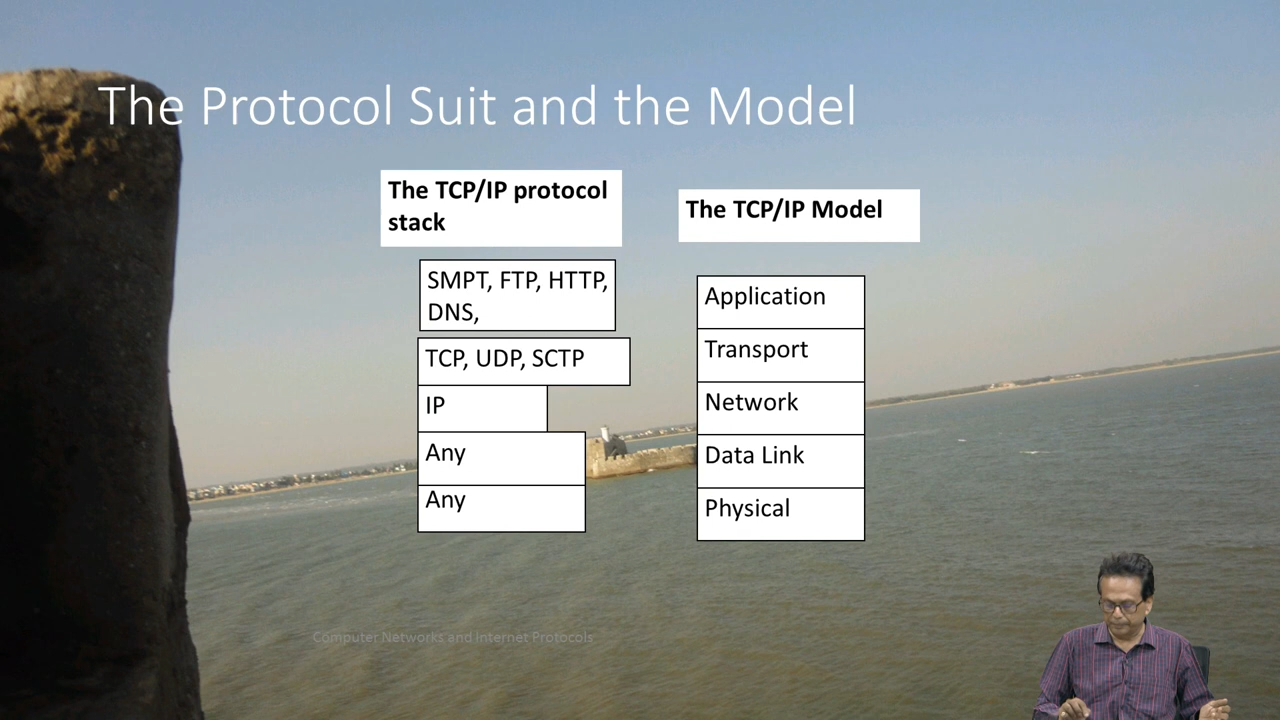 The Protocol Suit and the Model
The TCP/IP protocol
stack
The TCP/IP Model
SMPT, FTP, HTTP,
DNS,
TCP, UDP, SCTP
IP
Any
Any
Application
Transport
Network
Data Link
Physical
Computer Networks and Internet Protocols